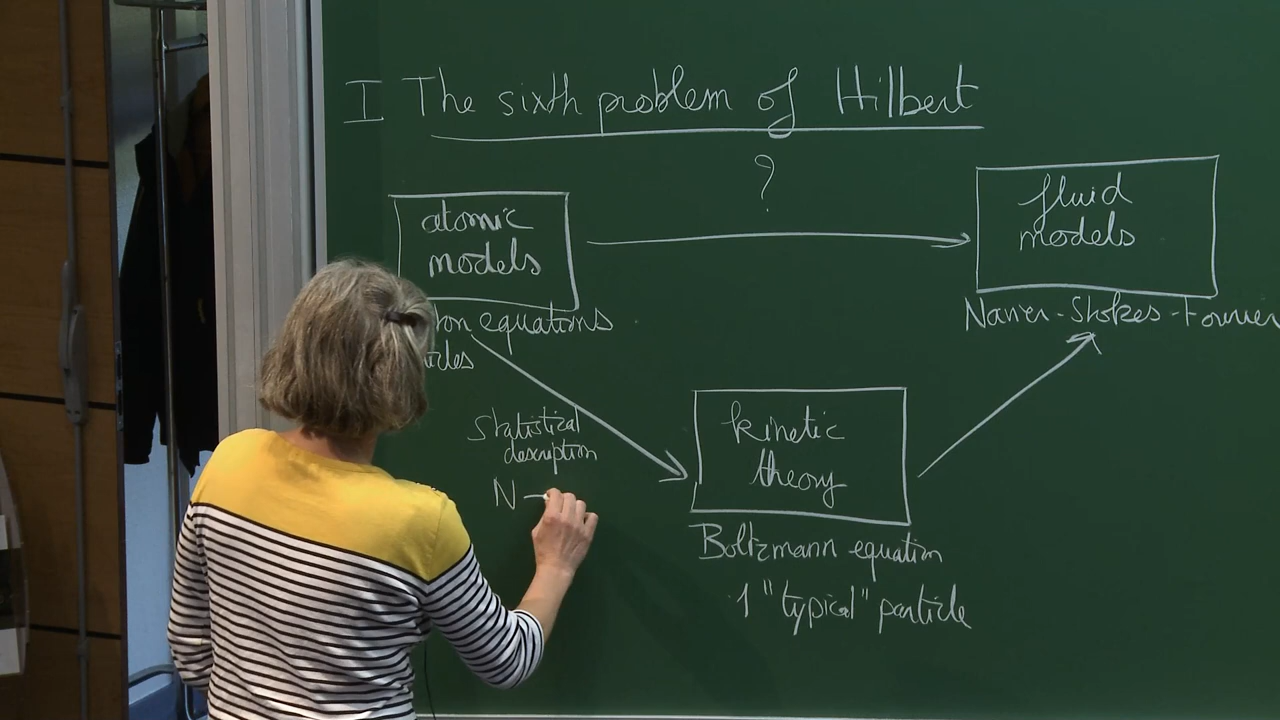 I The sixth problem of Hilbert
?
atomic
models
fluid
models
equations
Navier-Stokes-Fourier
statistical
description
kinetic
theory
N
Boltzmann equation
1 "typical" particle